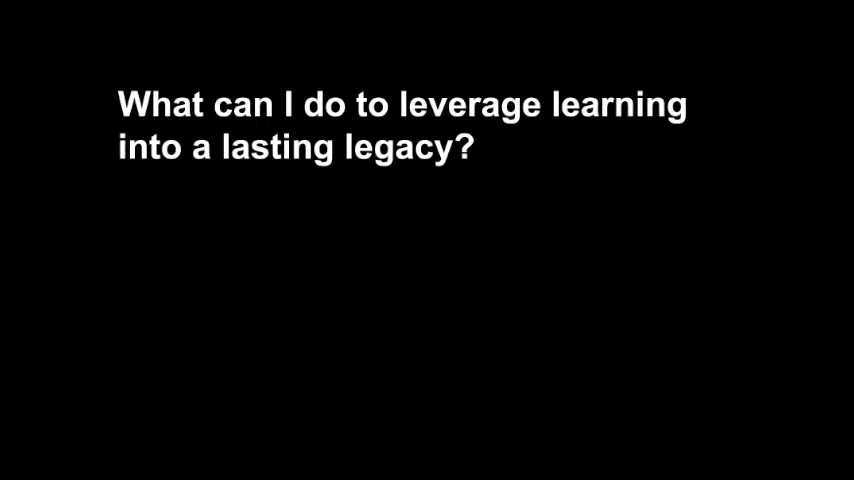 What can I do to leverage learning
into a lasting legacy?